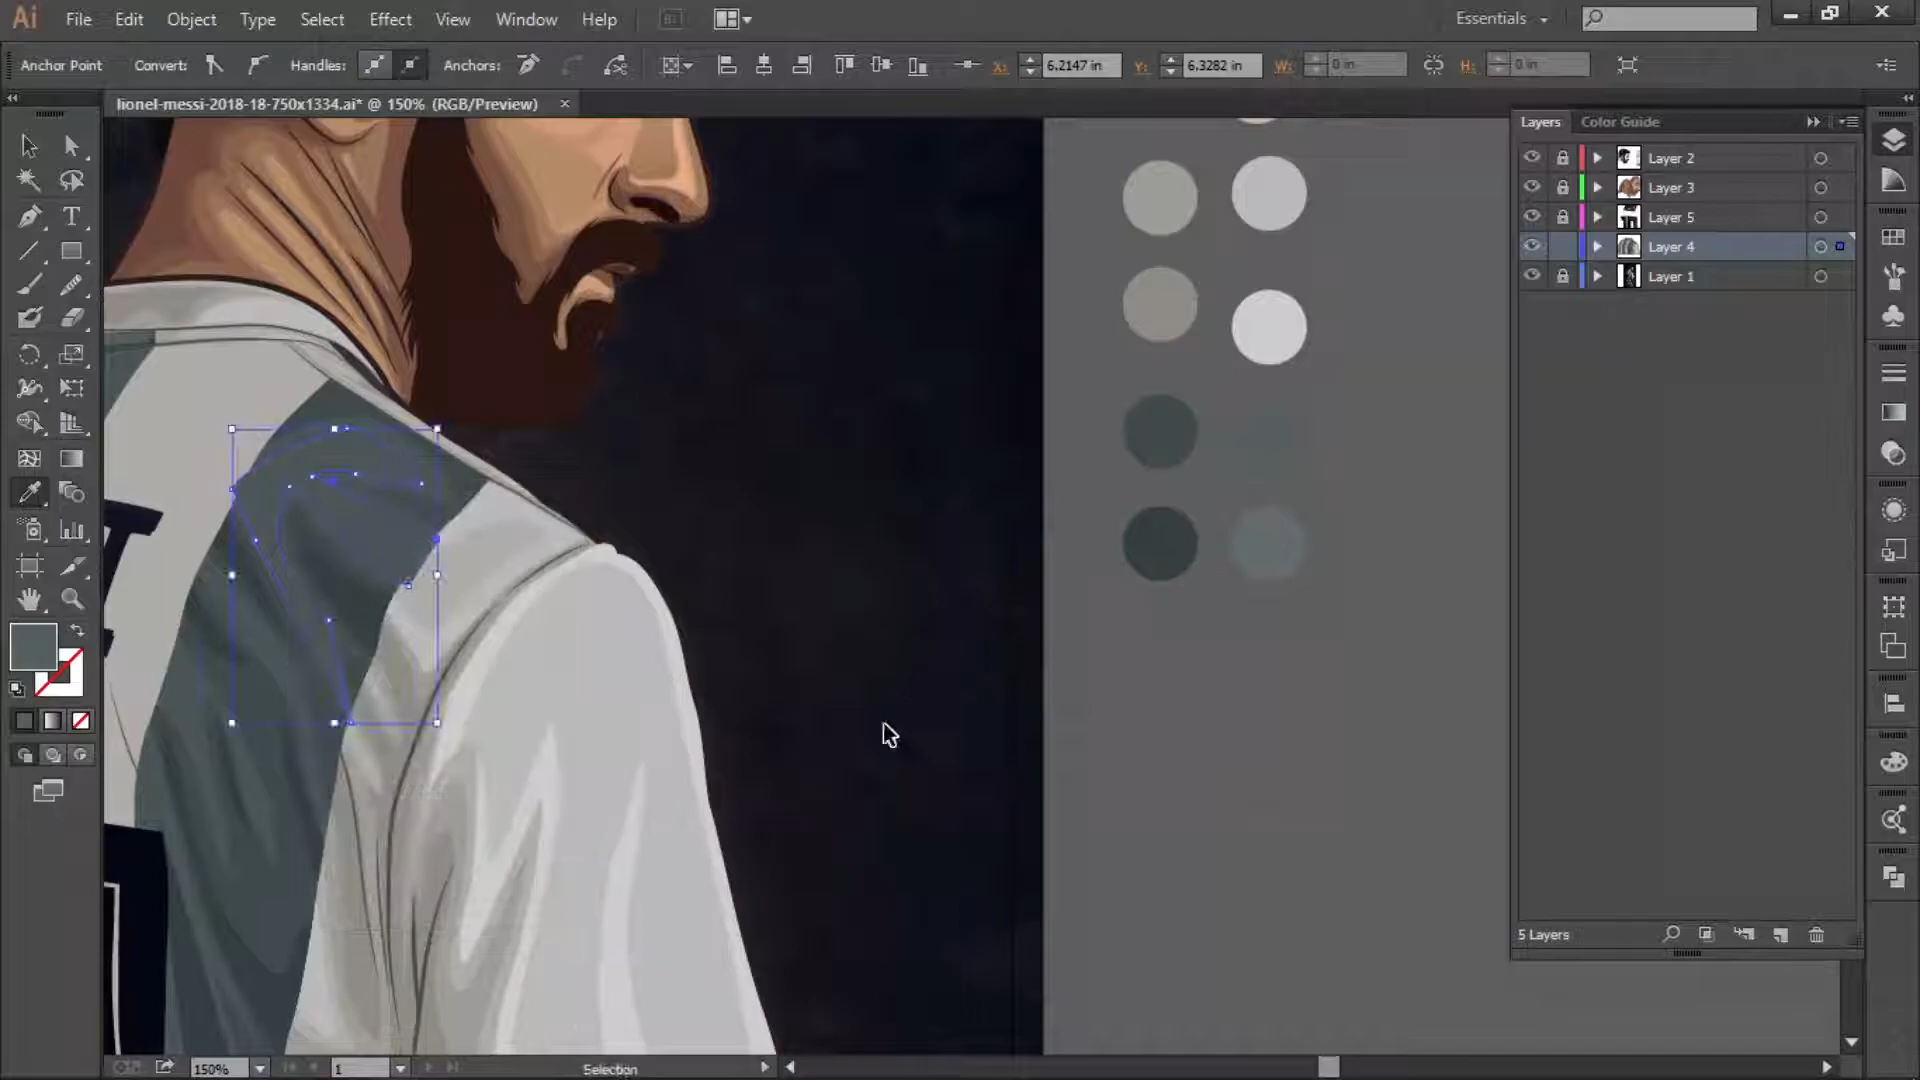 Ai File Edit Object Type Select Effect View Window Help Br Essentials
Anchor Point Convert: Handles: Anchors: X: 6.2147 in Y: 6.3282 in W: 0 in H: 0 in
lionel-messi-2018-18-750x1334.ai* @ 150% (RGB/Preview)
Layers Color Guide
Layer 2
Layer 3
Layer 5
Layer 4
Layer 1
5 Layers
150% 1 Selection